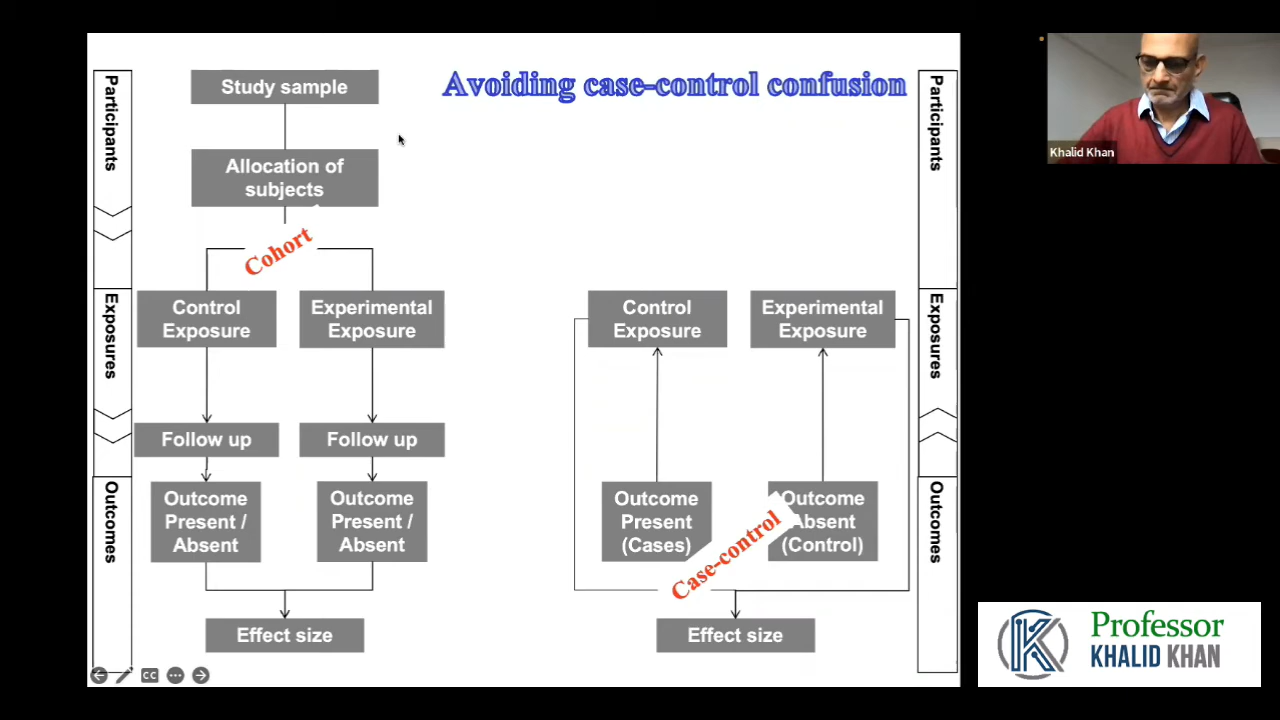 Avoiding case-control confusion
Participants
Exposures
Outcomes
Study sample
Allocation of
subjects
Cohort
Control
Exposure
Experimental
Exposure
Follow up
Follow up
Outcome
Present /
Absent
Outcome
Present /
Absent
Effect size
Control
Exposure
Experimental
Exposure
Outcome
Present
(Cases)
Outcome
Absent
(Control)
Case-control
Effect size
Participants
Exposures
Outcomes
CC
Khalid Khan
Professor
KHALID KHAN